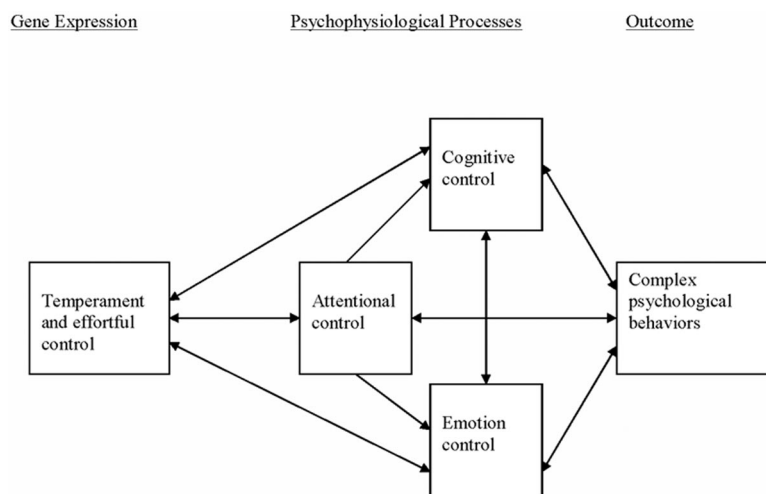 Gene Expression
Psychophysiological Processes
Outcome
Cognitive
control
Temperament
and effortful
control
Attentional
control
Complex
psychological
behaviors
Emotion
control